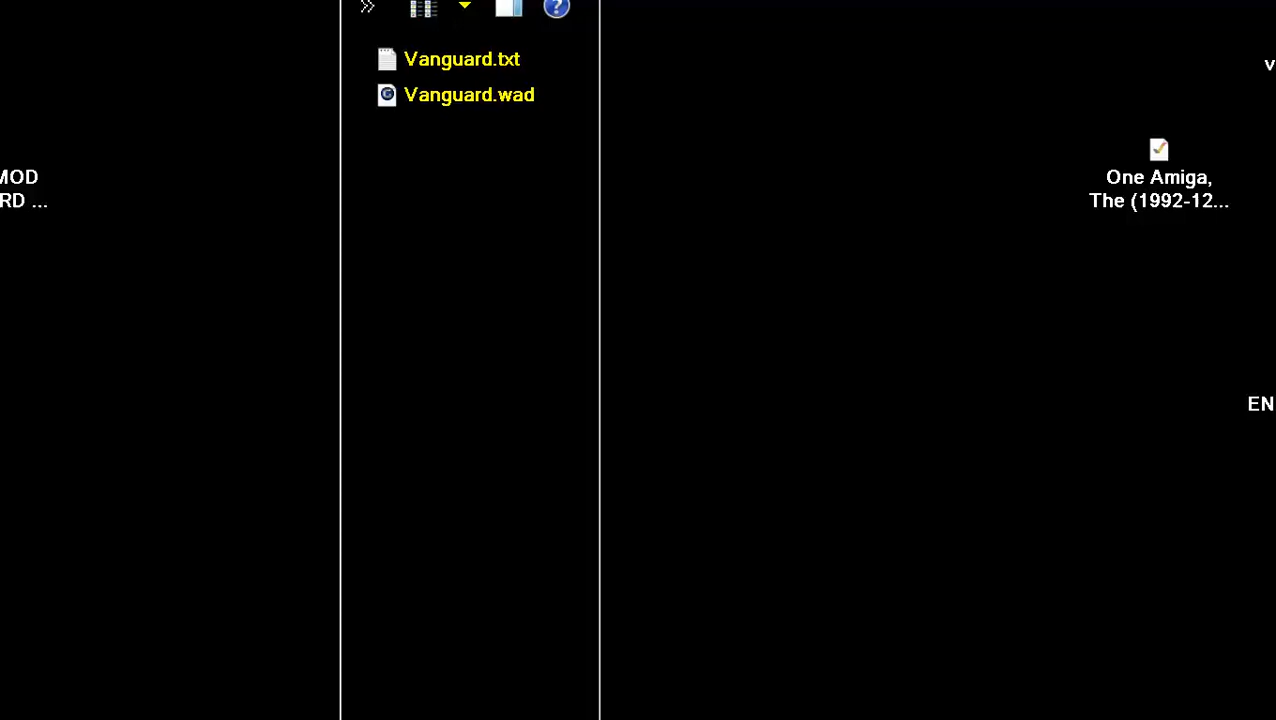 Vanguard.txt
Vanguard.wad
MOD
RD ...
One Amiga,
The (1992-12...
v
EN